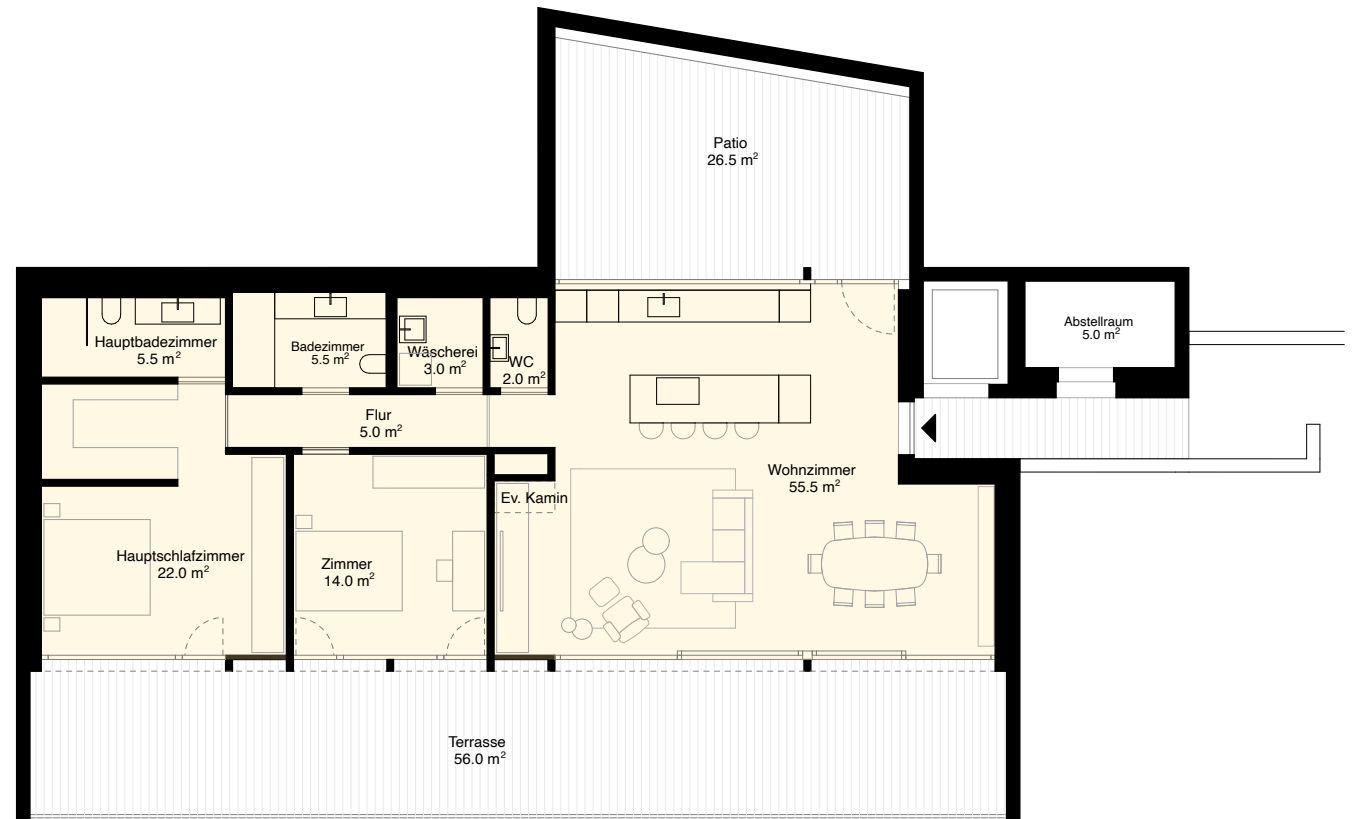 Patio
26.5 m²
Abstellraum
5.0 m²
Hauptbadezimmer
5.5 m²
Badezimmer
5.5 m²
Wäscherei
3.0 m²
WC
2.0 m²
Flur
5.0 m²
Wohnzimmer
55.5 m²
Ev. Kamin
Hauptschlafzimmer
22.0 m²
Zimmer
14.0 m²
Terrasse
56.0 m²